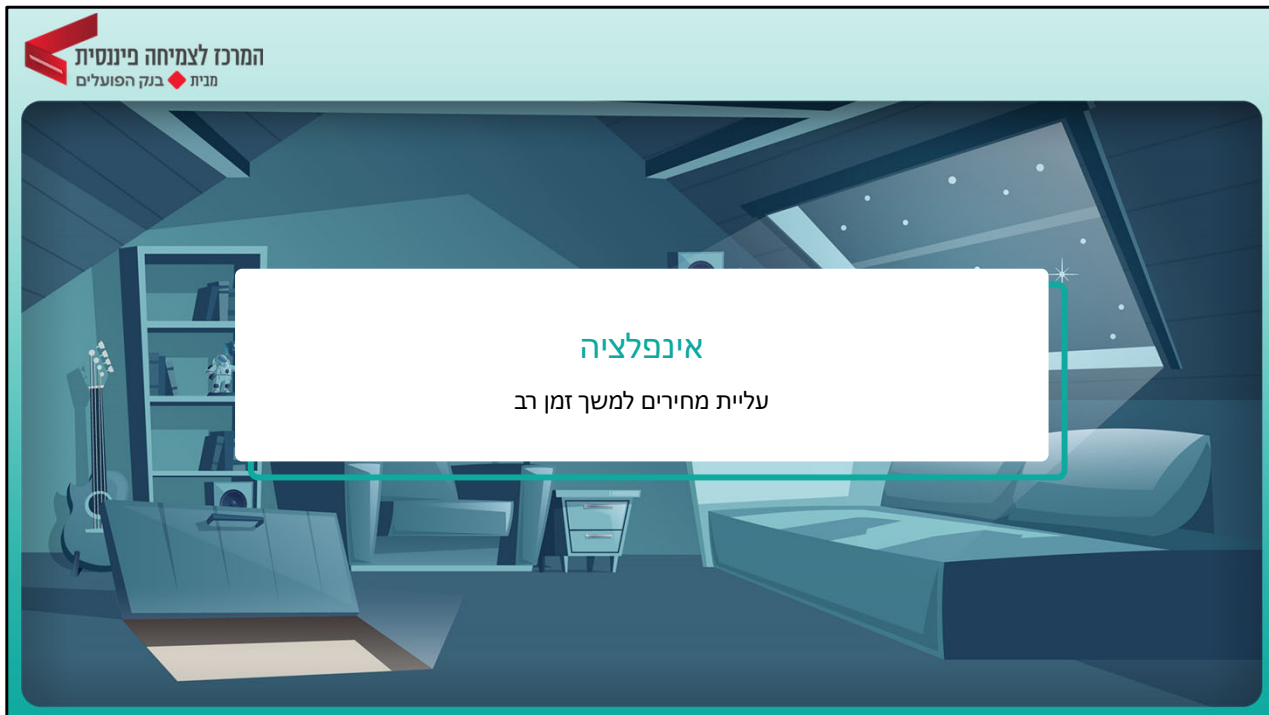 המרכז לצמיחה פיננסית
מבית בנק הפועלים
אינפלציה
עליית מחירים למשך זמן רב